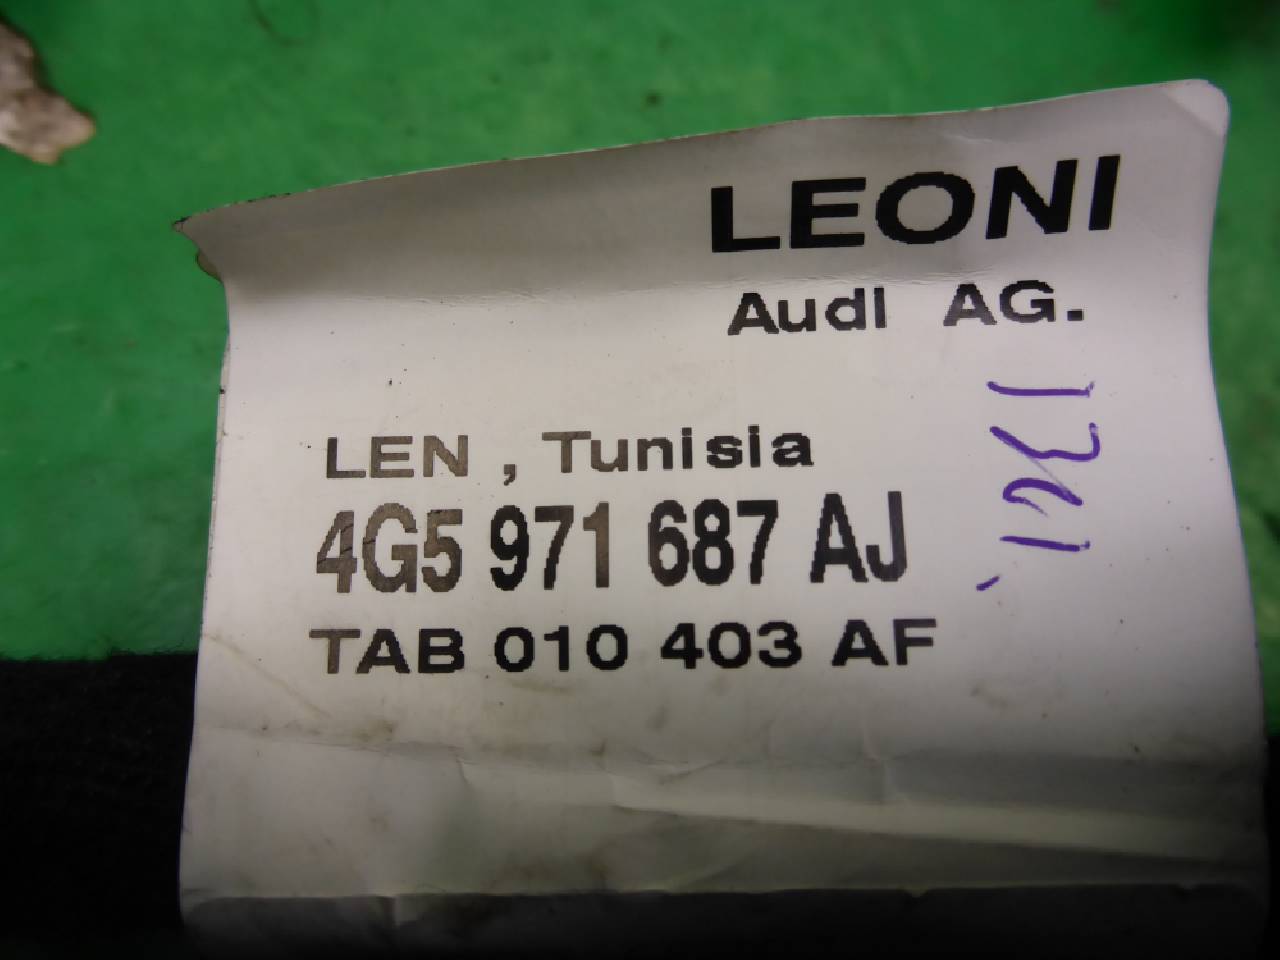 LEONI
Audi AG.
LEN , Tunisia
4G5 971 687 AJ
TAB 010 403 AF